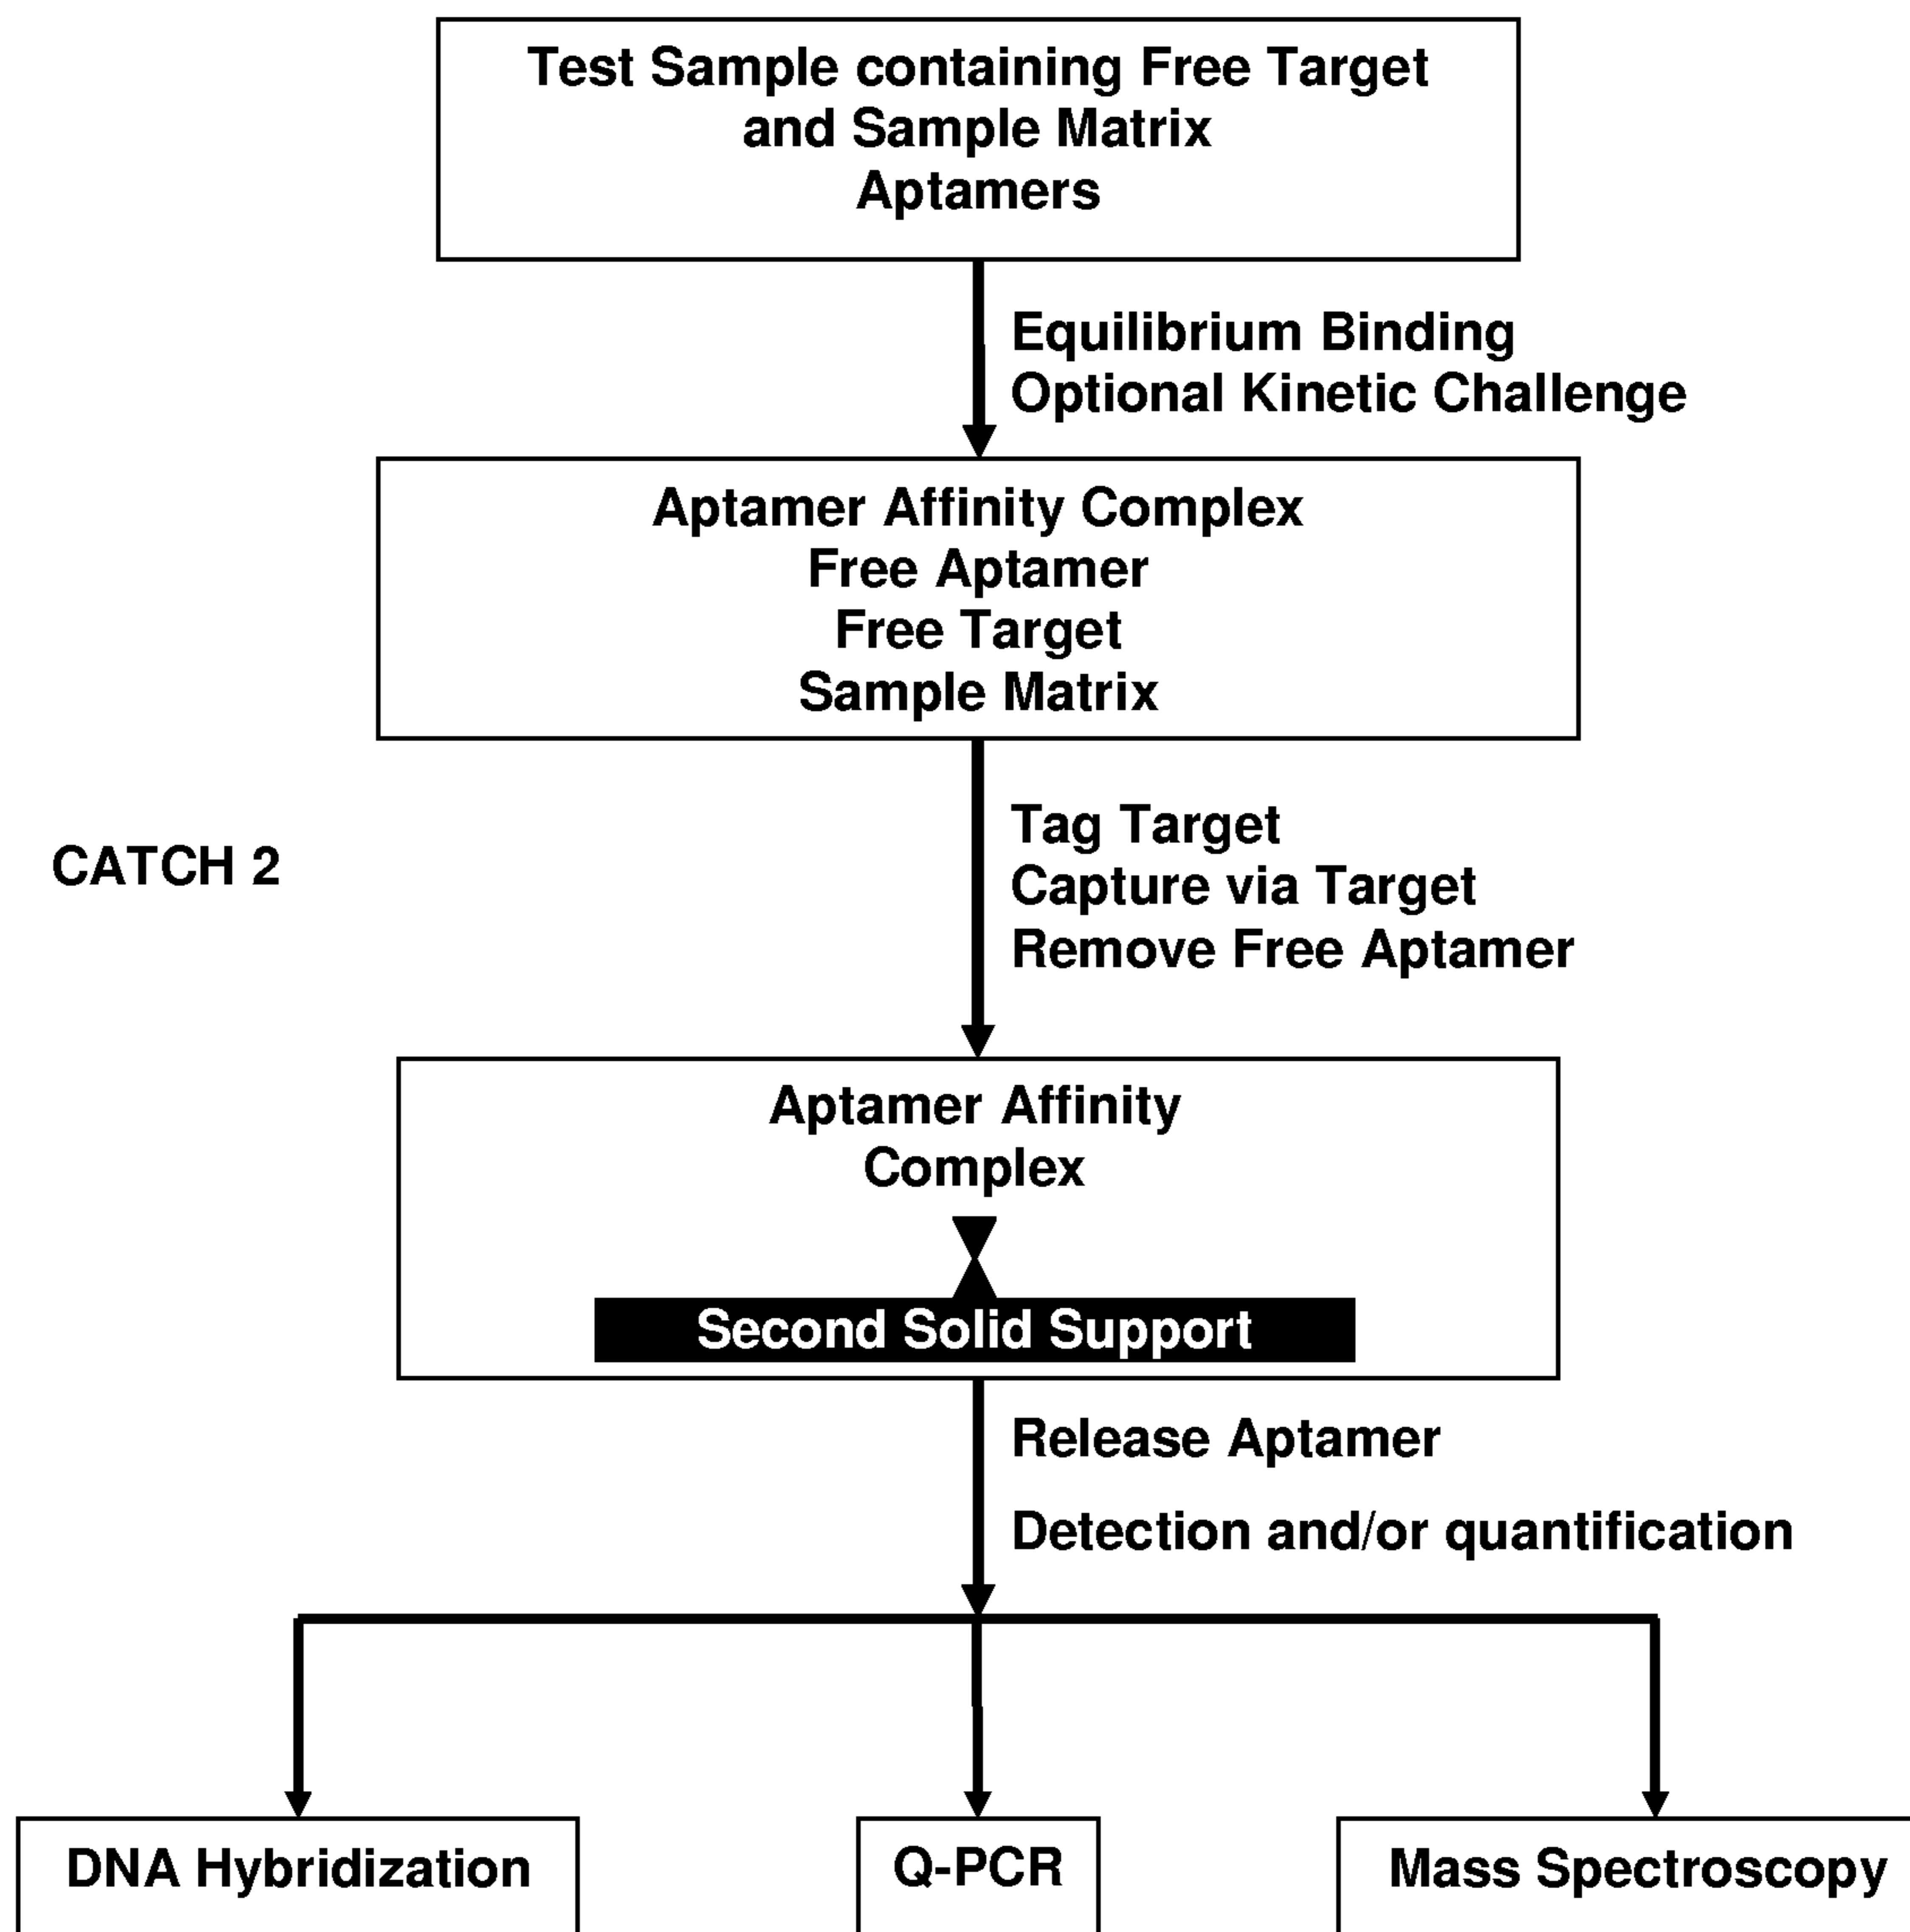 Test Sample containing Free Target
and Sample Matrix
Aptamers
Equilibrium Binding
Optional Kinetic Challenge
Aptamer Affinity Complex
Free Aptamer
Free Target
Sample Matrix
CATCH 2
Tag Target
Capture via Target
Remove Free Aptamer
Aptamer Affinity
Complex
Second Solid Support
Release Aptamer
Detection and/or quantification
DNA Hybridization
Q-PCR
Mass Spectroscopy